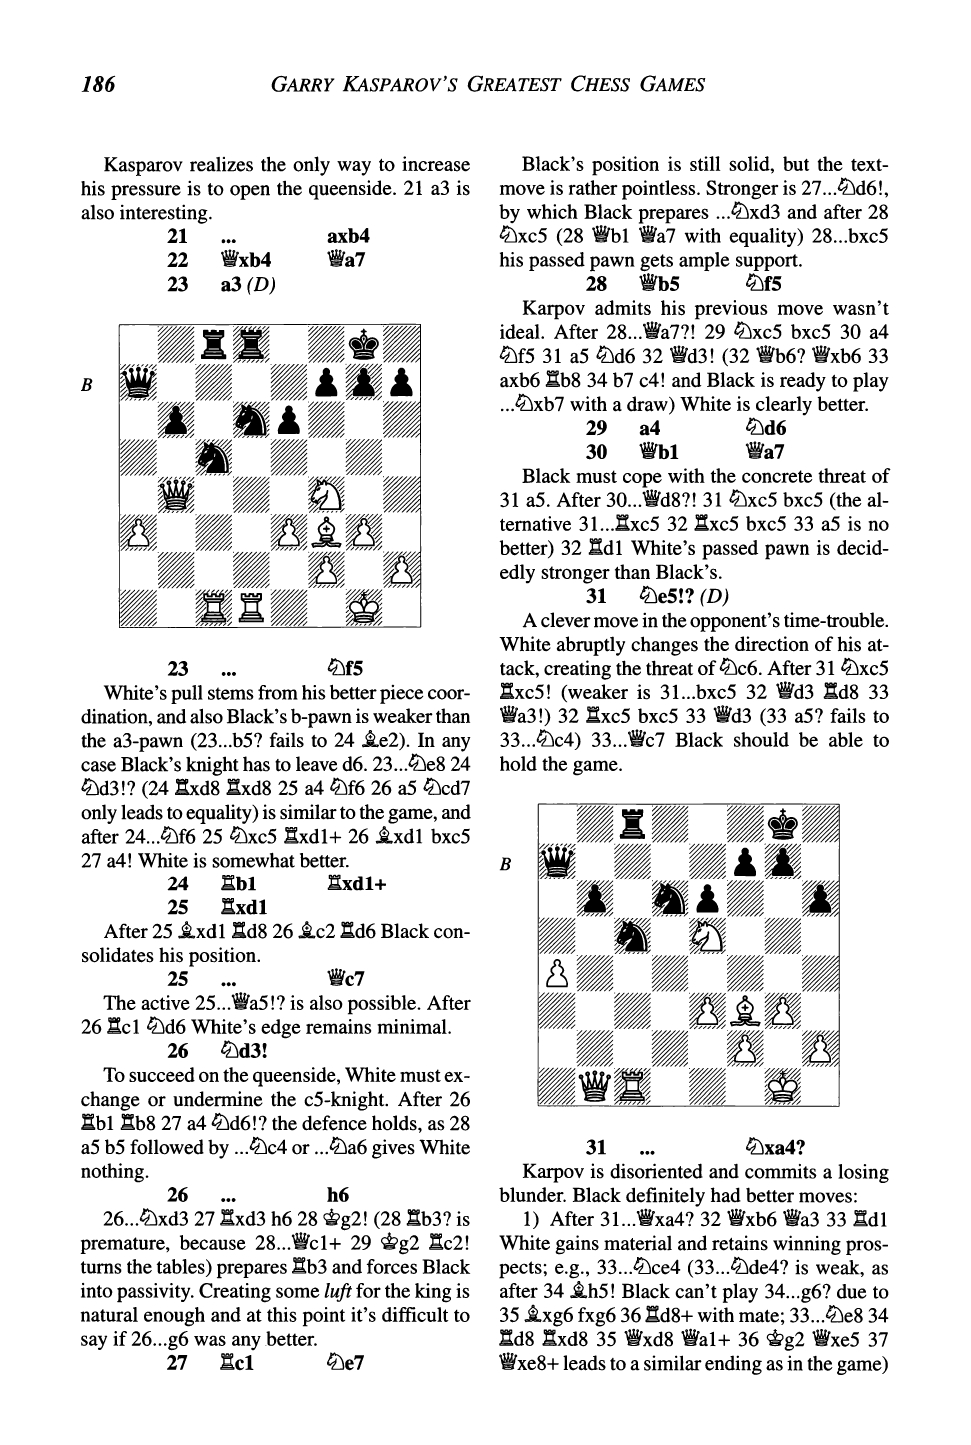 186
GARRY KASPAROV'S GREATEST CHESS GAMES
Kasparov realizes the only way to increase
his pressure is to open the queenside. 21 a3 is
also interesting.
21 ... axb4
22 ♕xb4 ♕a7
23 a3 (D)
B
23 ... ♘f5
White's pull stems from his better piece coor-
dination, and also Black's b-pawn is weaker than
the a3-pawn (23...b5? fails to 24 ♗e2). In any
case Black's knight has to leave d6. 23...♘e8 24
♘d3!? (24 ♖xd8 ♖xd8 25 a4 ♘f6 26 a5 ♘cd7
only leads to equality) is similar to the game, and
after 24...♘f6 25 ♘xc5 ♖xd1+ 26 ♗xd1 bxc5
27 a4! White is somewhat better.
24 ♖b1 ♖xd1+
25 ♖xd1
After 25 ♗xd1 ♖d8 26 ♗c2 ♖d6 Black con-
solidates his position.
25 ... ♕c7
The active 25...♕a5!? is also possible. After
26 ♖c1 ♘d6 White's edge remains minimal.
26 ♘d3!
To succeed on the queenside, White must ex-
change or undermine the c5-knight. After 26
♖b1 ♖b8 27 a4 ♘d6!? the defence holds, as 28
a5 b5 followed by ...♘c4 or ...♘a6 gives White
nothing.
26 ... h6
26...♘xd3 27 ♖xd3 h6 28 ♔g2! (28 ♖b3? is
premature, because 28...♕c1+ 29 ♔g2 ♖c2!
turns the tables) prepares ♖b3 and forces Black
into passivity. Creating some luft for the king is
natural enough and at this point it's difficult to
say if 26...g6 was any better.
27 ♖c1 ♘e7
Black's position is still solid, but the text-
move is rather pointless. Stronger is 27...♘d6!,
by which Black prepares ...♘xd3 and after 28
♘xc5 (28 ♕b1 ♕a7 with equality) 28...bxc5
his passed pawn gets ample support.
28 ♕b5 ♘f5
Karpov admits his previous move wasn't
ideal. After 28...♕a7?! 29 ♘xc5 bxc5 30 a4
♘f5 31 a5 ♘d6 32 ♕d3! (32 ♕b6? ♕xb6 33
axb6 ♖b8 34 b7 c4! and Black is ready to play
...♘xb7 with a draw) White is clearly better.
29 a4 ♘d6
30 ♕b1 ♕a7
Black must cope with the concrete threat of
31 a5. After 30...♕d8?! 31 ♘xc5 bxc5 (the al-
ternative 31...♖xc5 32 ♖xc5 bxc5 33 a5 is no
better) 32 ♖d1 White's passed pawn is decid-
edly stronger than Black's.
31 ♘e5!? (D)
A clever move in the opponent's time-trouble.
White abruptly changes the direction of his at-
tack, creating the threat of ♘c6. After 31 ♘xc5
♖xc5! (weaker is 31...bxc5 32 ♕d3 ♖d8 33
♕a3!) 32 ♖xc5 bxc5 33 ♕d3 (33 a5? fails to
33...♘c4) 33...♕c7 Black should be able to
hold the game.
B
31 ... ♘xa4?
Karpov is disoriented and commits a losing
blunder. Black definitely had better moves:
1) After 31...♕xa4? 32 ♕xb6 ♕a3 33 ♖d1
White gains material and retains winning pros-
pects; e.g., 33...♘ce4 (33...♘de4? is weak, as
after 34 ♗h5! Black can't play 34...g6? due to
35 ♗xg6 fxg6 36 ♖d8+ with mate; 33...♘e8 34
♖d8 ♖xd8 35 ♕xd8 ♕a1+ 36 ♔g2 ♕xe5 37
♕xe8+ leads to a similar ending as in the game)